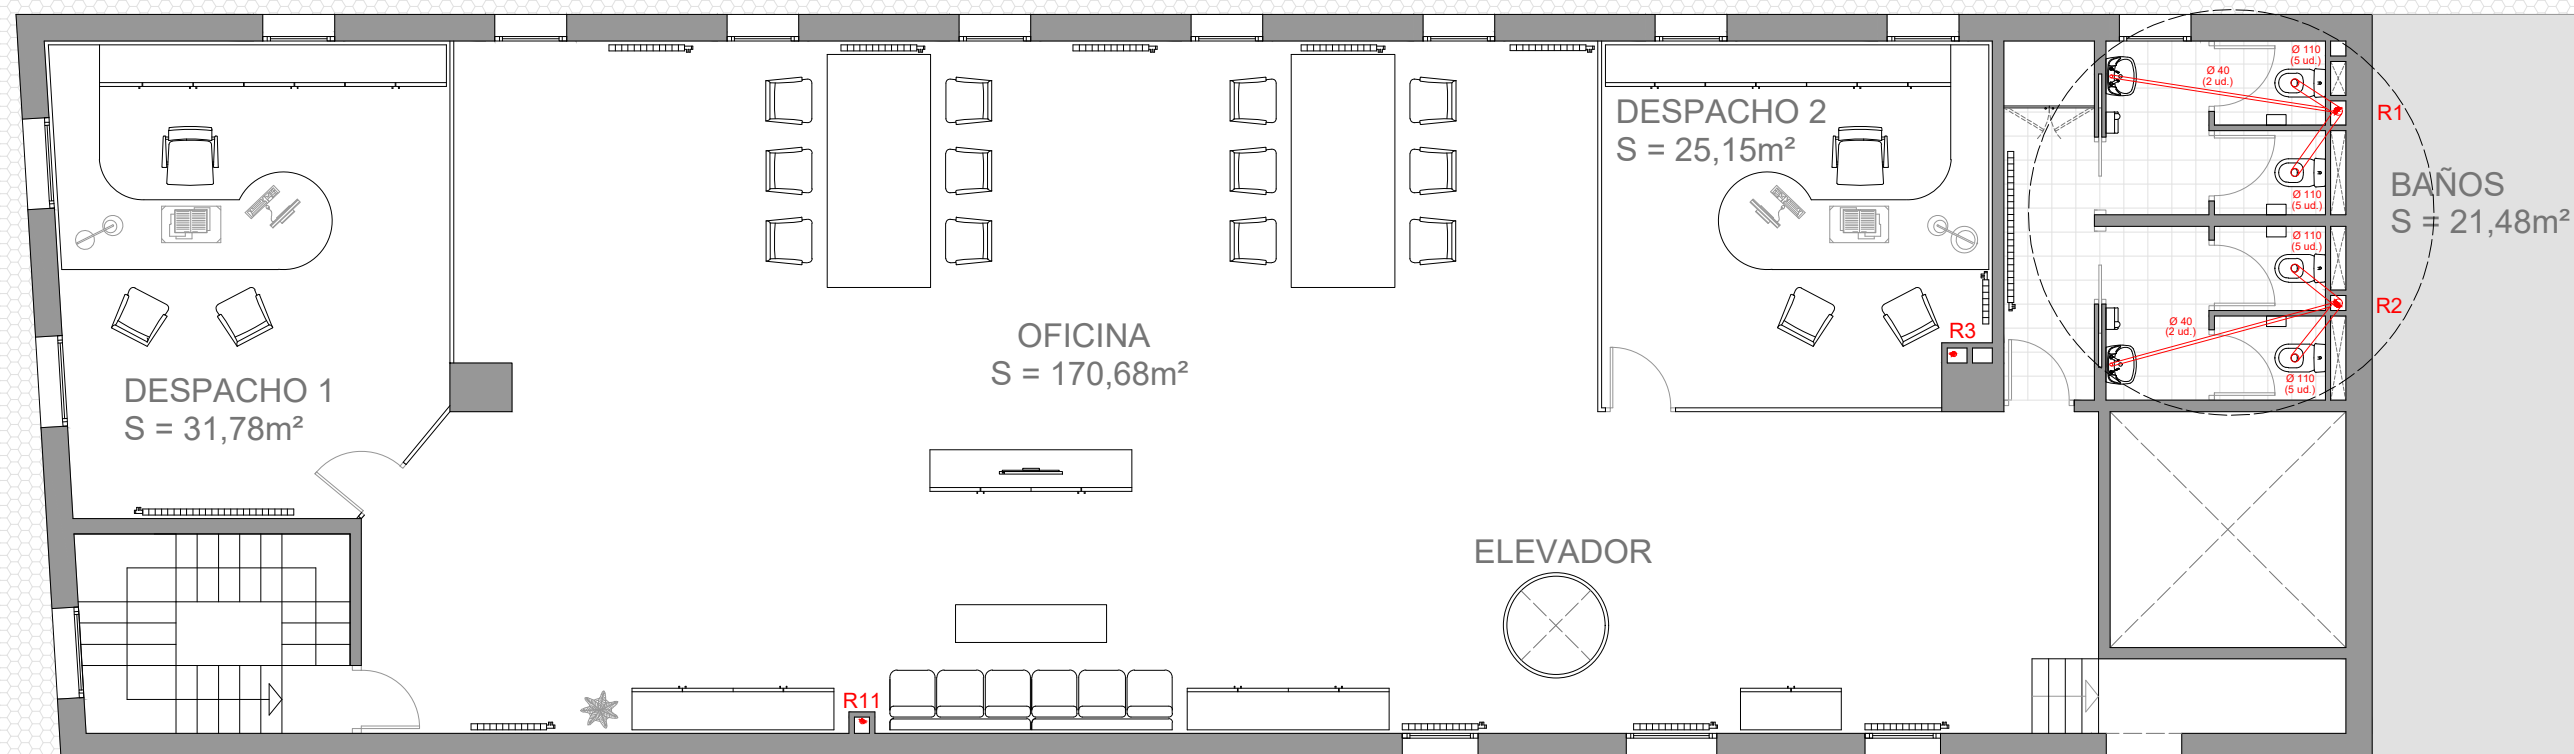 Ø 110
(5 ud.)
Ø 40
(2 ud.)
R1
DESPACHO 2
S = 25,15m²
BAÑOS
S = 21,48m²
Ø 110
(5 ud.)
Ø 110
(5 ud.)
R2
Ø 40
(2 ud.)
R3
OFICINA
S = 170,68m²
Ø 110
(5 ud.)
DESPACHO 1
S = 31,78m²
ELEVADOR
R11